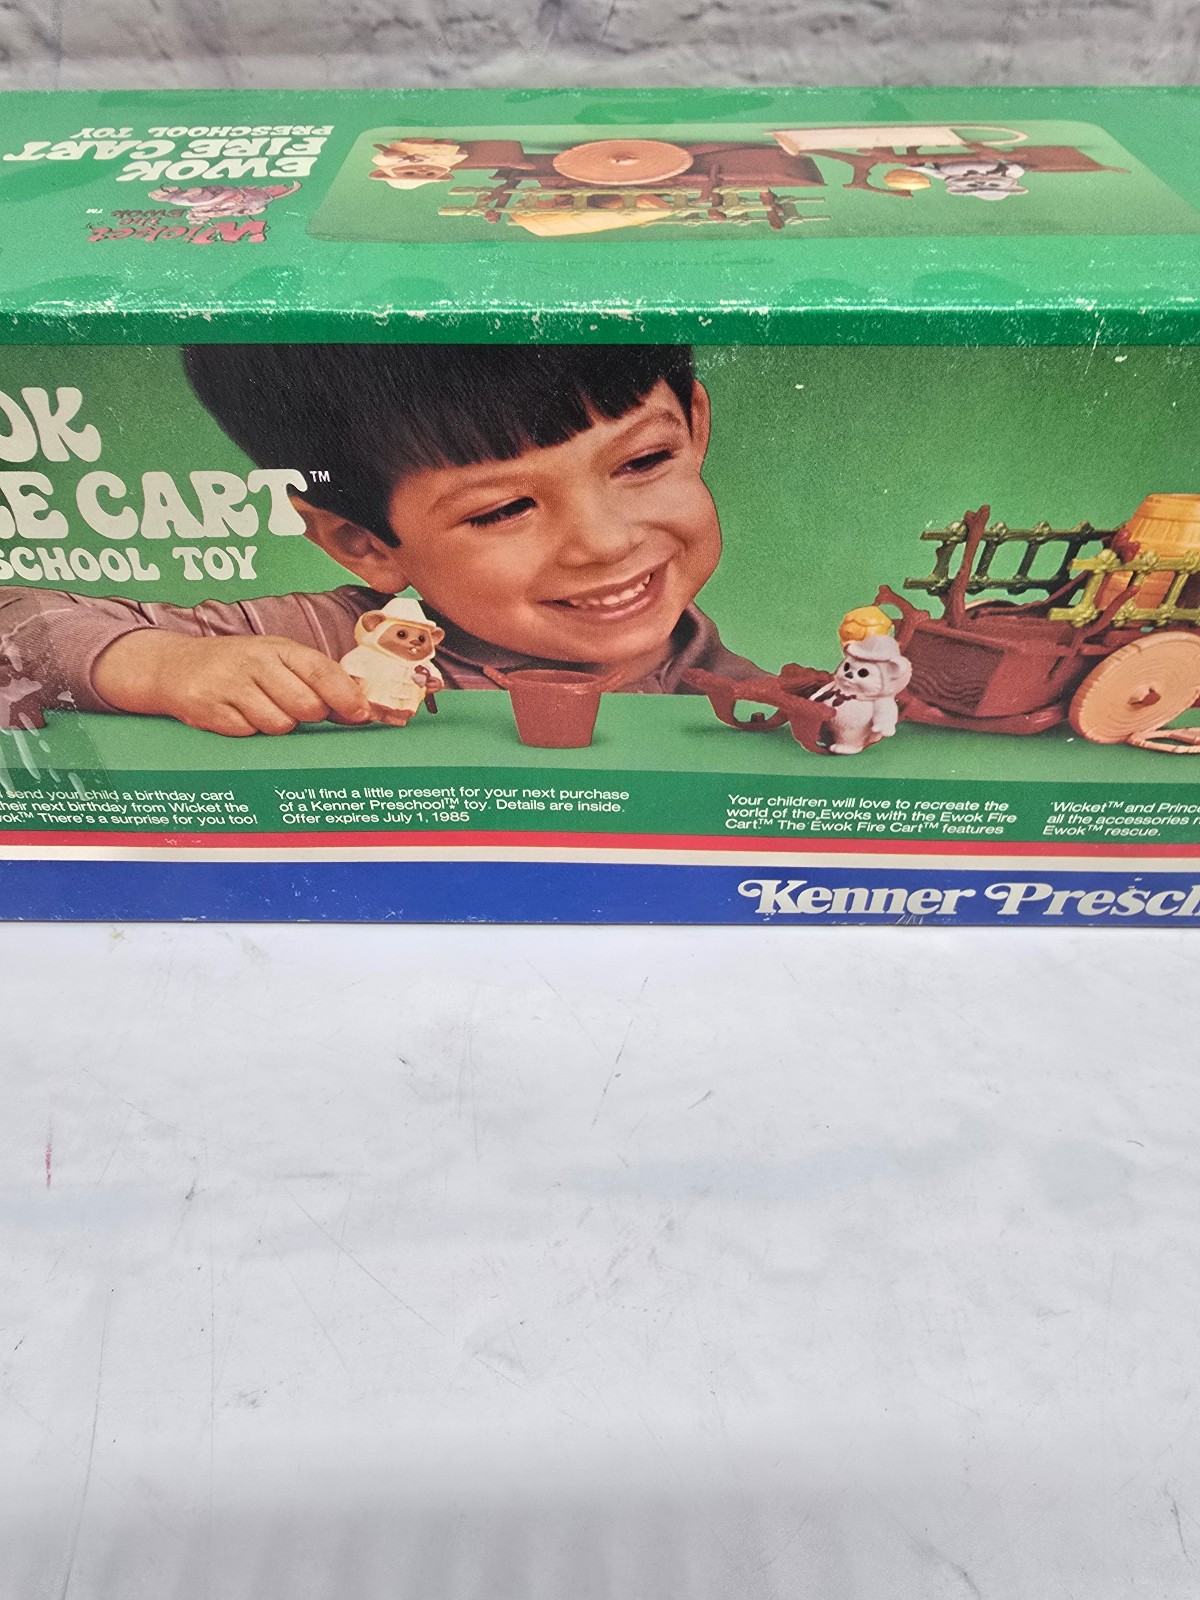 EWOK
FIRE CART
PRESCHOOL TOY
Wicket
the
EWOK™
OK
E CART™
SCHOOL TOY
send your child a birthday card
their next birthday from Wicket the
wok™ There's a surprise for you too!
You'll find a little present for your next purchase
of a Kenner Preschool™ toy. Details are inside.
Offer expires July 1, 1985
Your children will love to recreate the
world of the Ewoks with the Ewok Fire
Cart.™ The Ewok Fire Cart™ features
*Wicket™ and Princ
all the accessories
Ewok™ rescue.
Kenner Presch